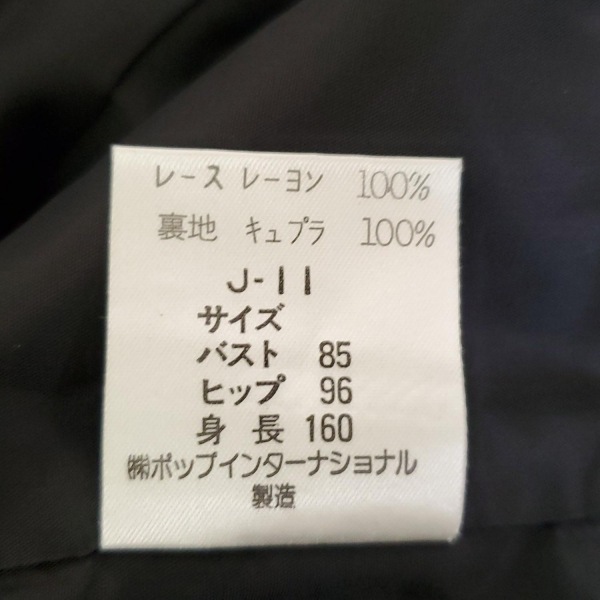 レース レーヨン 100%
裏地 キュプラ 100%
J-11
サイズ
バスト 85
ヒップ 96
身長 160
㈱ポップインターナショナル
製造